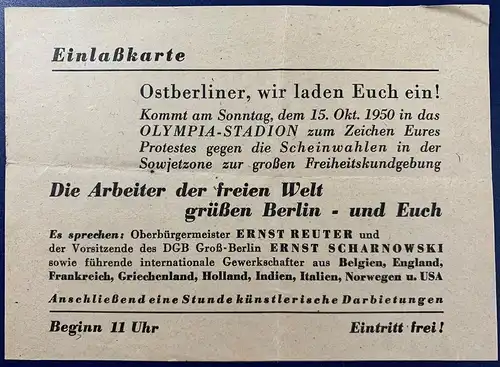 Einlaßkarte
Ostberliner, wir laden Euch ein!
Kommt am Sonntag, dem 15. Okt. 1950 in das
OLYMPIA-STADION zum Zeichen Eures
Protestes gegen die Scheinwahlen in der
Sowjetzone zur großen Freiheitskundgebung
Die Arbeiter der freien Welt
grüßen Berlin - und Euch
Es sprechen: Oberbürgermeister ERNST REUTER und
der Vorsitzende des DGB Groß-Berlin ERNST SCHARNOWSKI
sowie führende internationale Gewerkschafter aus Belgien, England,
Frankreich, Griechenland, Holland, Indien, Italien, Norwegen u. USA
Anschließend eine Stunde künstlerische Darbietungen
Beginn 11 Uhr Eintritt frei!